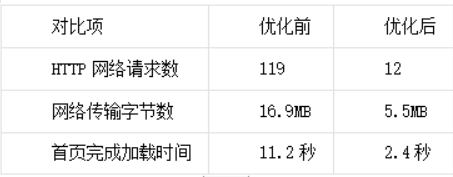 对比项 优化前 优化后
HTTP 网络请求数 119 12
网络传输字节数 16.9MB 5.5MB
首页完成加载时间 11.2 秒 2.4 秒